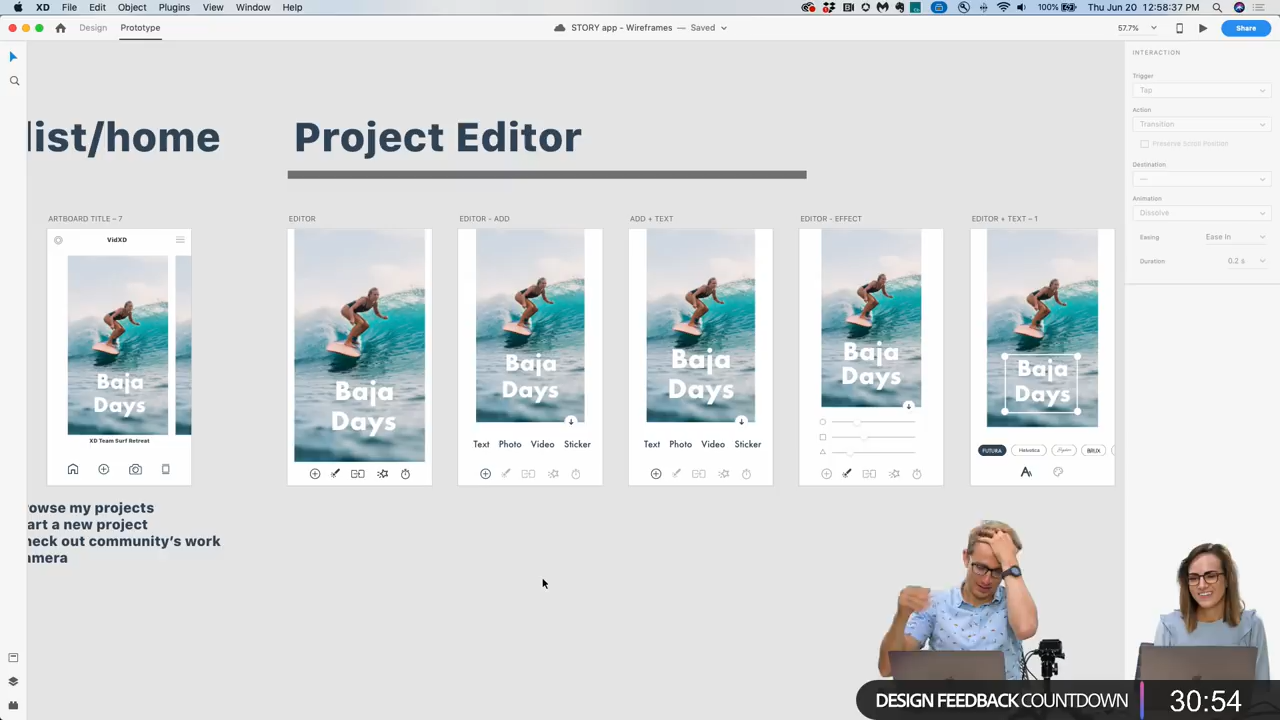 XD File Edit Object Plugins View Window Help
100% Thu Jun 20 12:58:37 PM
Design Prototype
STORY app - Wireframes — Saved
57.7%
Share
INTERACTION
Trigger
Tap
Action
Transition
Preserve Scroll Position
Destination
—
Animation
Dissolve
Easing Ease In
Duration 0.2 s
list/home
Project Editor
ARTBOARD TITLE – 7
VidXD
Baja
Days
XD Team Surf Retreat
EDITOR
Baja
Days
EDITOR - ADD
Baja
Days
Text Photo Video Sticker
ADD + TEXT
Baja
Days
Text Photo Video Sticker
EDITOR - EFFECT
Baja
Days
EDITOR + TEXT – 1
Baja
Days
FUTURA Helvetica BRUX
owse my projects
art a new project
heck out community's work
amera
DESIGN FEEDBACK COUNTDOWN 30:54